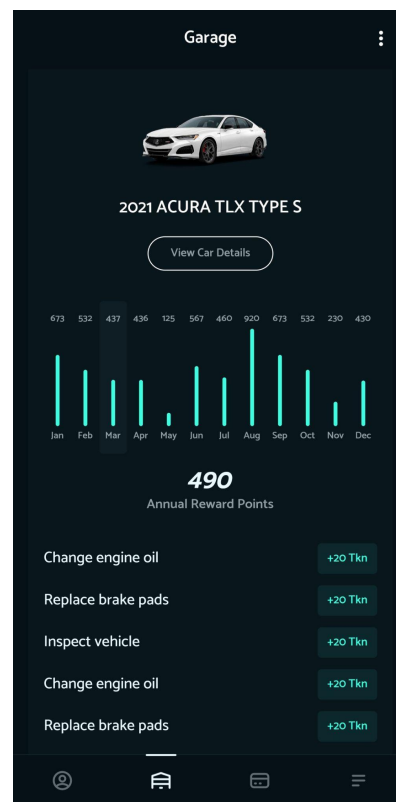 Garage
2021 ACURA TLX TYPE S
View Car Details
673 532 437 436 125 567 460 920 673 532 230 430
Jan Feb Mar Apr May Jun Jul Aug Sep Oct Nov Dec
490
Annual Reward Points
Change engine oil +20 Tkn
Replace brake pads +20 Tkn
Inspect vehicle +20 Tkn
Change engine oil +20 Tkn
Replace brake pads +20 Tkn